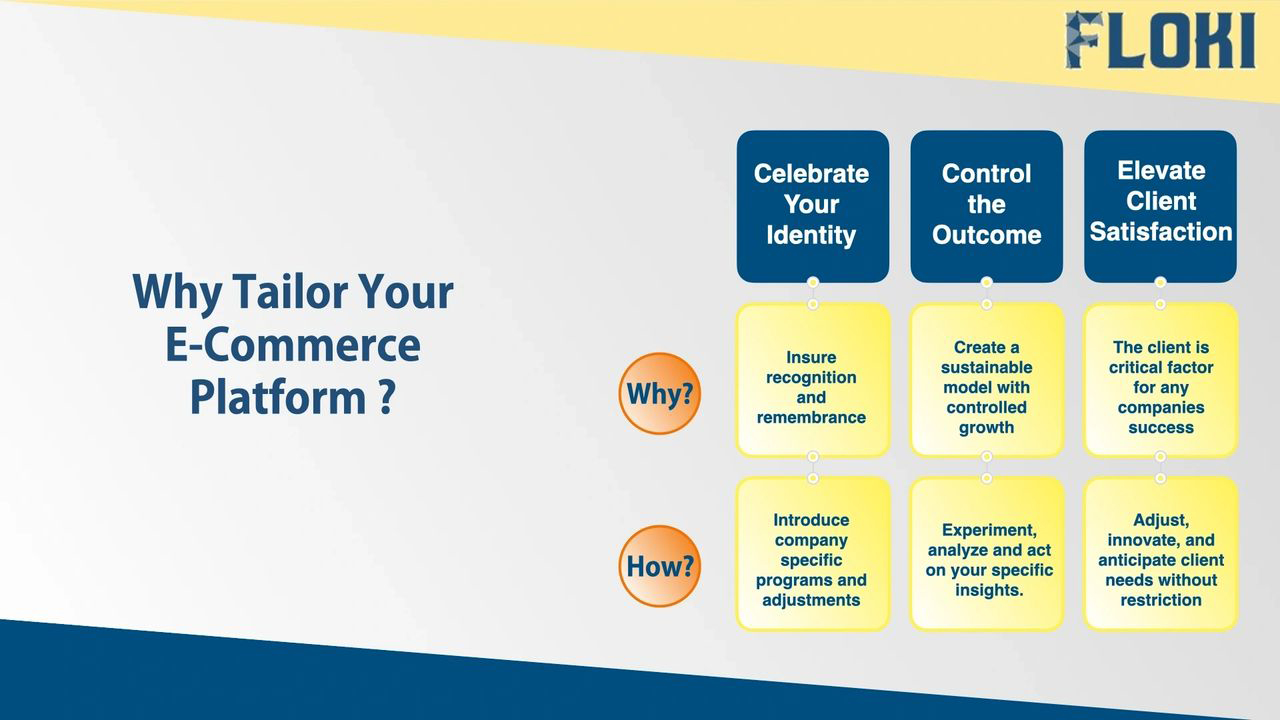 FLOKI
Why Tailor Your
E-Commerce
Platform ?
Celebrate
Your
Identity
Control
the
Outcome
Elevate
Client
Satisfaction
Why?
Insure
recognition
and
remembrance
Create a
sustainable
model with
controlled
growth
The client is
critical factor
for any
companies
success
How?
Introduce
company
specific
programs and
adjustments
Experiment,
analyze and act
on your specific
insights.
Adjust,
innovate, and
anticipate client
needs without
restriction